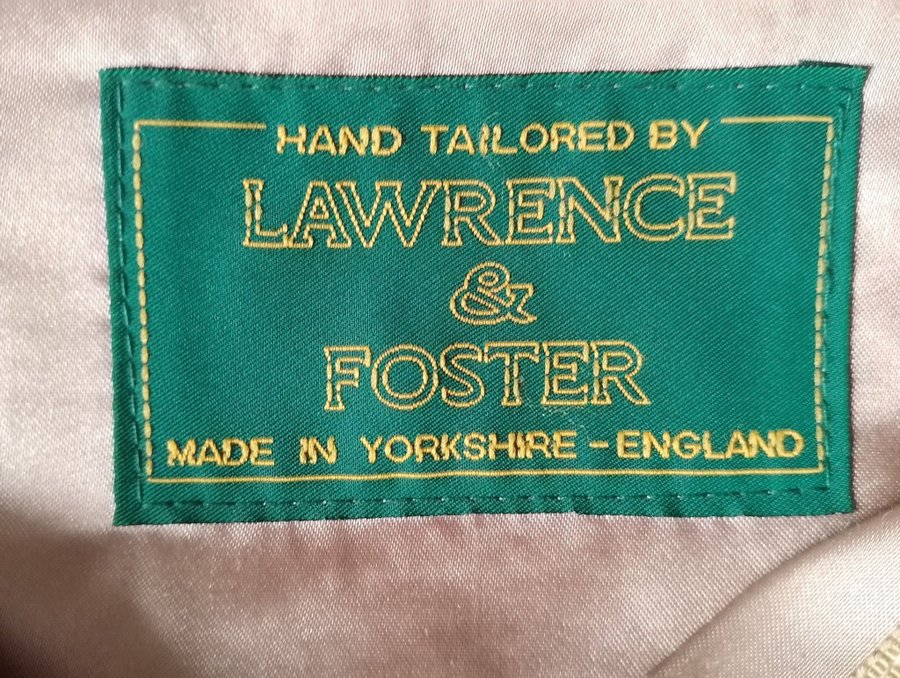 HAND TAILORED BY
LAWRENCE
&
FOSTER
MADE IN YORKSHIRE - ENGLAND